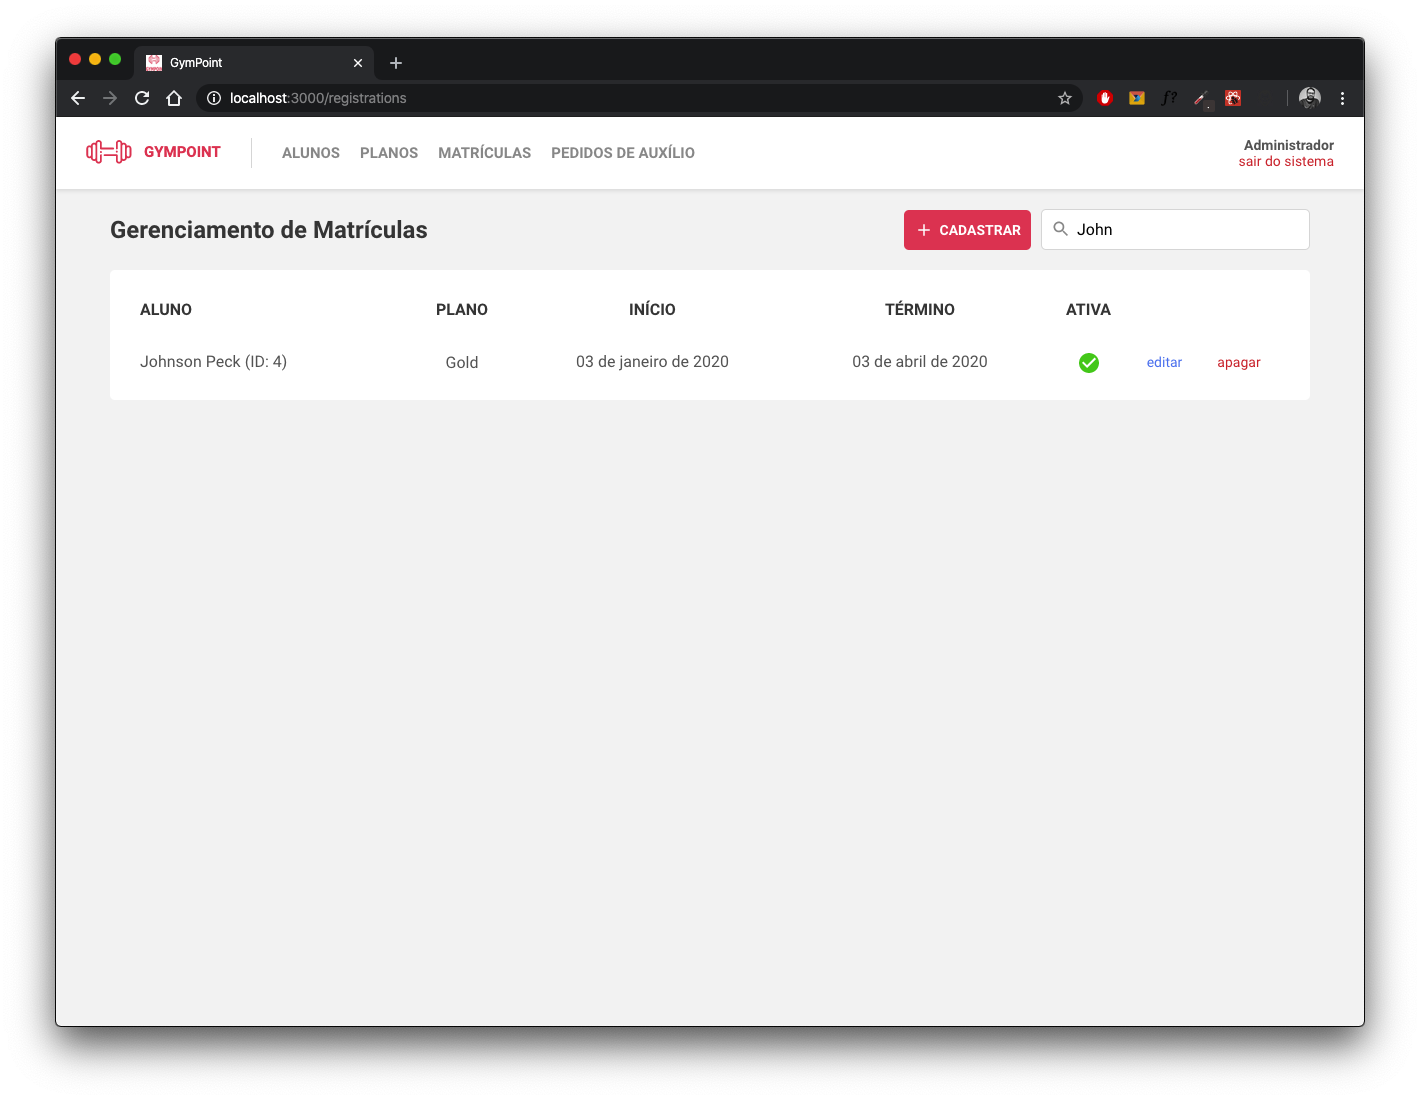 GymPoint
localhost:3000/registrations
f?
GYMPOINT
ALUNOS PLANOS MATRÍCULAS PEDIDOS DE AUXÍLIO
Administrador
sair do sistema
Gerenciamento de Matrículas
CADASTRAR
John
ALUNO PLANO INÍCIO TÉRMINO ATIVA
Johnson Peck (ID: 4) Gold 03 de janeiro de 2020 03 de abril de 2020 editar apagar